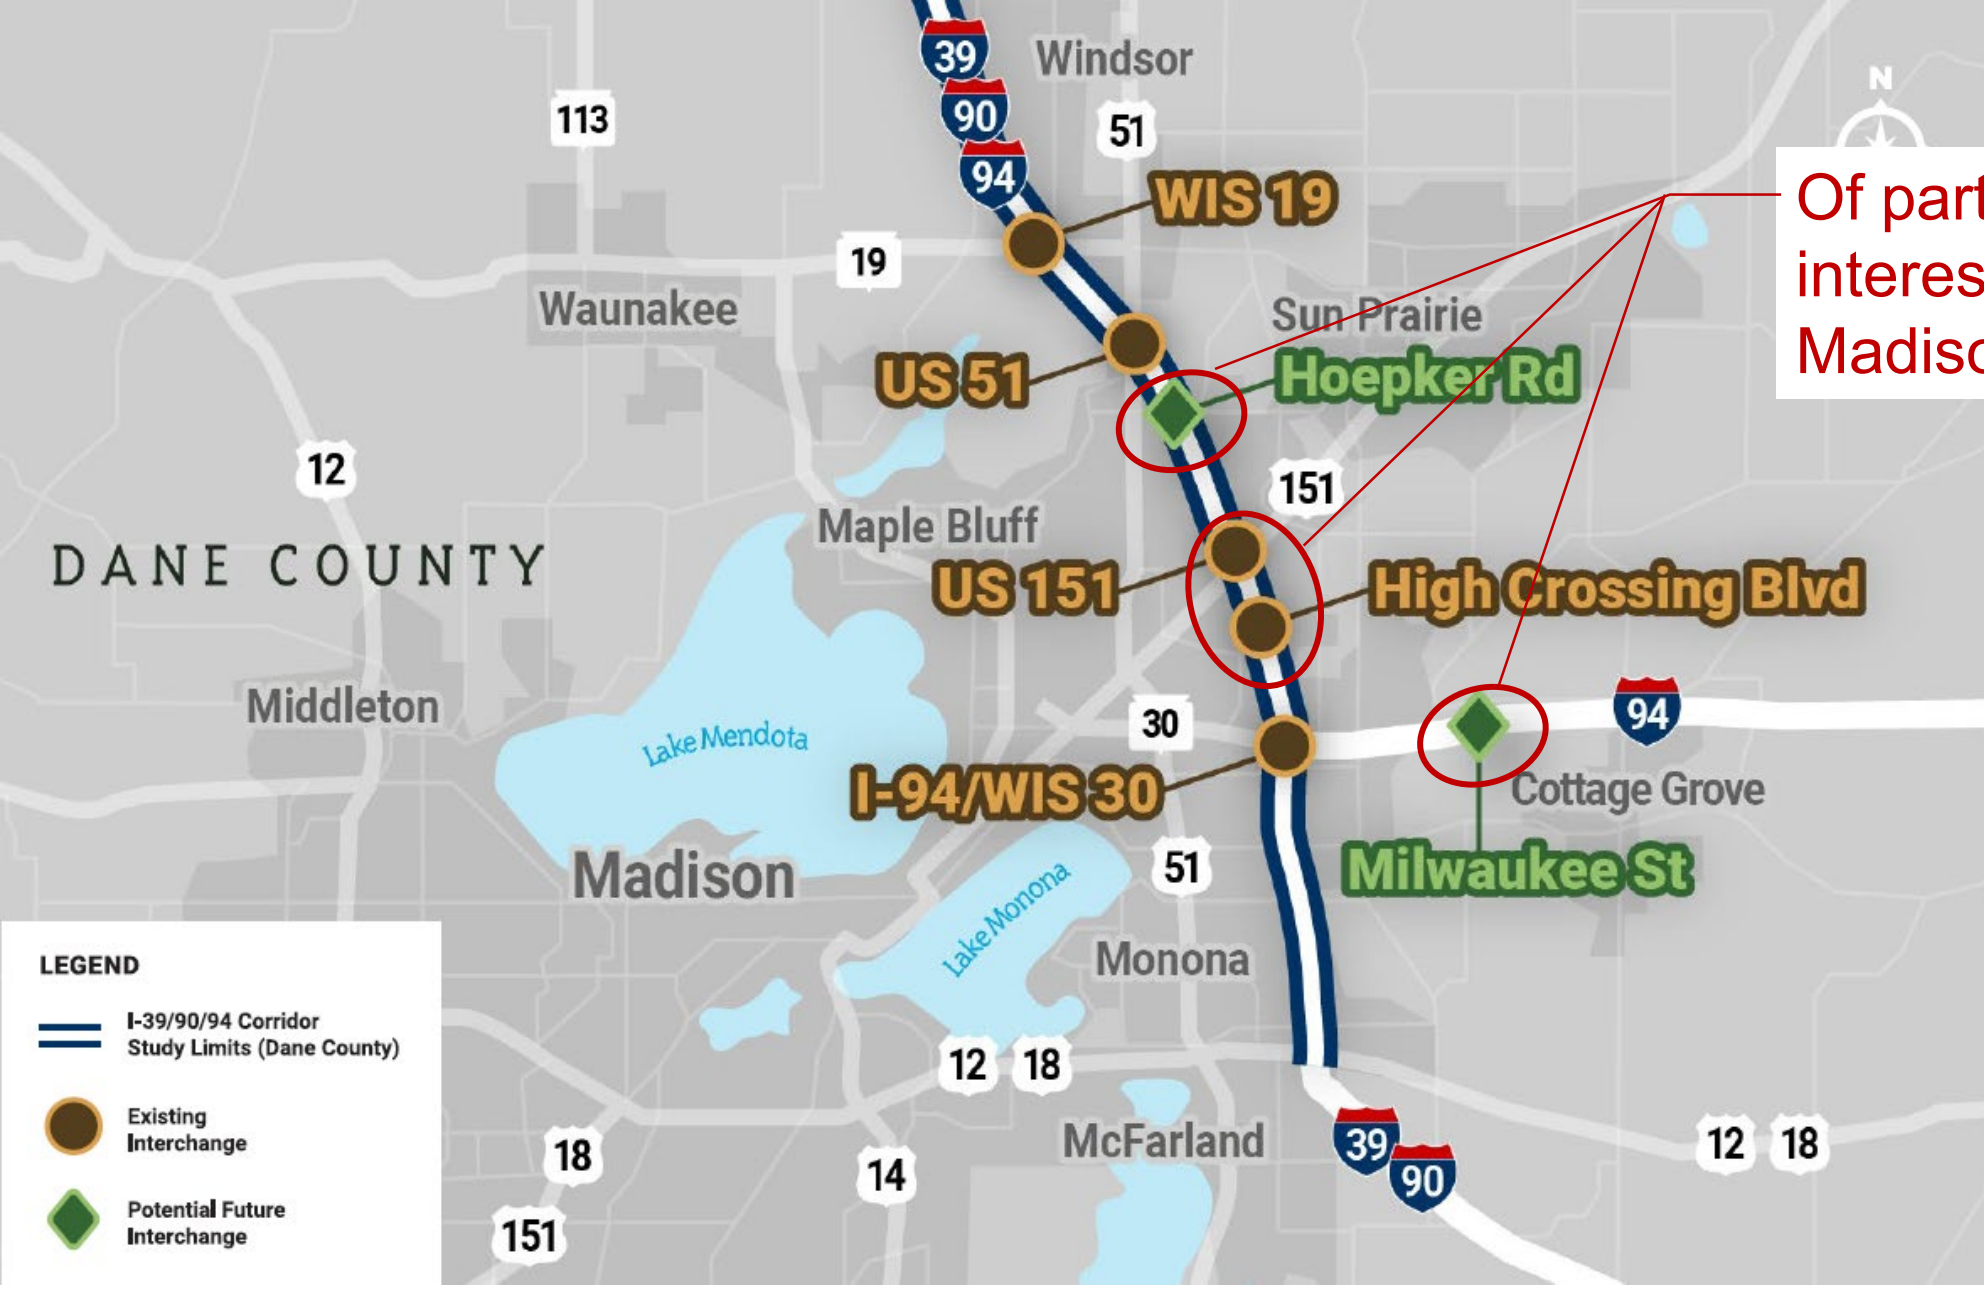 39
Windsor
90
113
51
94
N
WIS 19
Of part
19
interes
Waunakee
Sun Prairie
Madiso
US 51
Hoepker Rd
12
151
Maple Bluff
DANE COUNTY
US 151
High Crossing Blvd
Middleton
30
94
Lake Mendota
I-94/WIS 30
Cottage Grove
51
Milwaukee St
Madison
Lake Monona
Monona
LEGEND
I-39/90/94 Corridor
Study Limits (Dane County)
12 18
Existing
Interchange
McFarland
39
12 18
18
14
90
Potential Future
Interchange
151